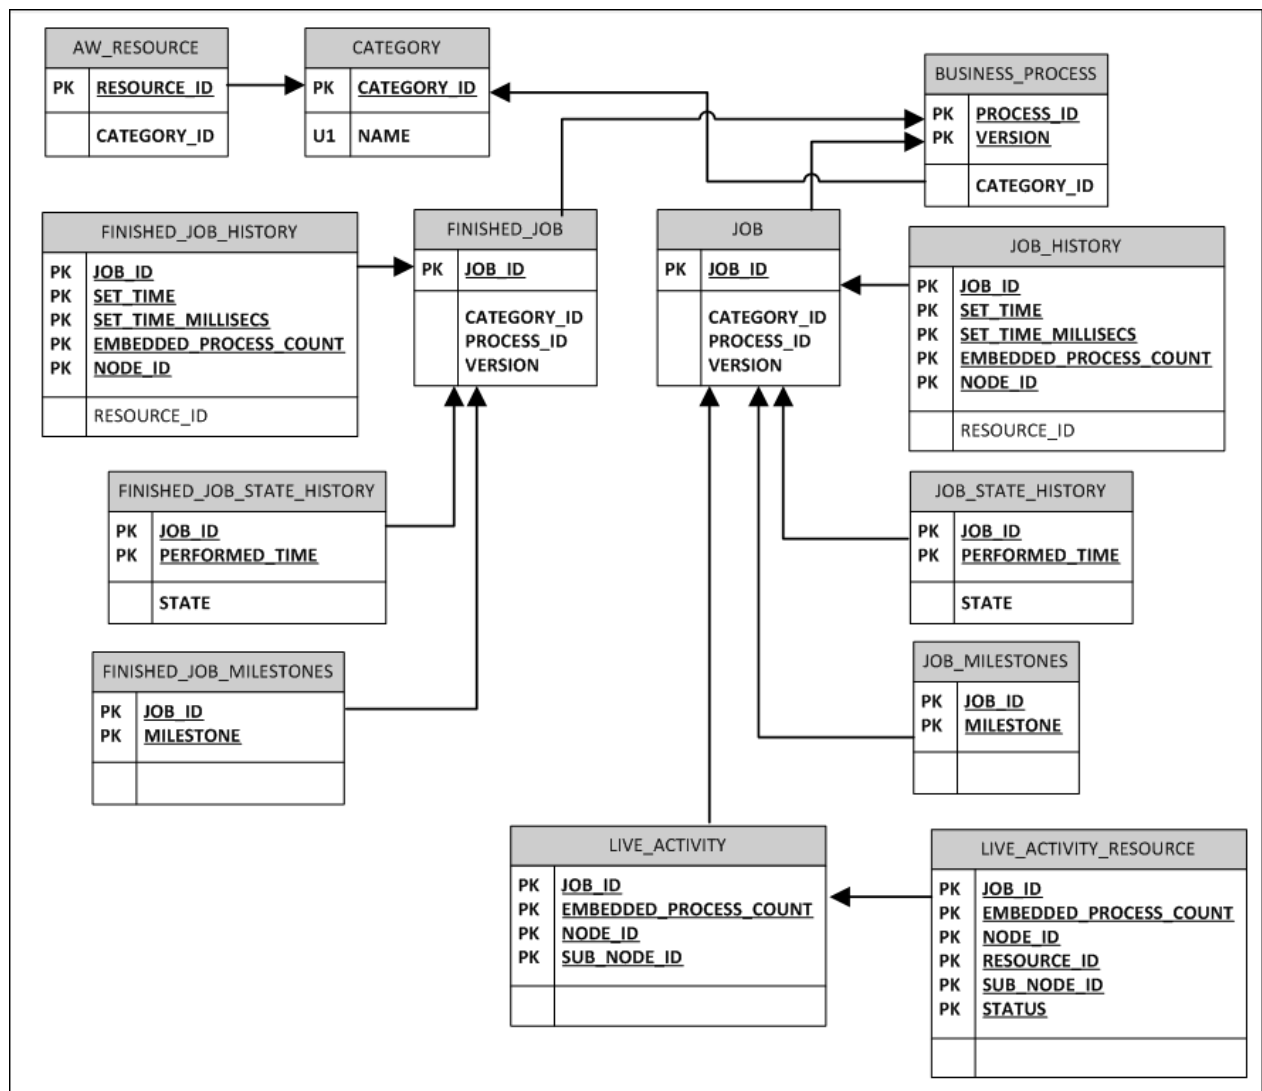 AW_RESOURCE
PK RESOURCE_ID
CATEGORY_ID
CATEGORY
PK CATEGORY_ID
U1 NAME
BUSINESS_PROCESS
PK PROCESS_ID
PK VERSION
CATEGORY_ID
FINISHED_JOB_HISTORY
PK JOB_ID
PK SET_TIME
PK SET_TIME_MILLISECS
PK EMBEDDED_PROCESS_COUNT
PK NODE_ID
RESOURCE_ID
FINISHED_JOB
PK JOB_ID
CATEGORY_ID
PROCESS_ID
VERSION
JOB
PK JOB_ID
CATEGORY_ID
PROCESS_ID
VERSION
JOB_HISTORY
PK JOB_ID
PK SET_TIME
PK SET_TIME_MILLISECS
PK EMBEDDED_PROCESS_COUNT
PK NODE_ID
RESOURCE_ID
FINISHED_JOB_STATE_HISTORY
PK JOB_ID
PK PERFORMED_TIME
STATE
JOB_STATE_HISTORY
PK JOB_ID
PK PERFORMED_TIME
STATE
FINISHED_JOB_MILESTONES
PK JOB_ID
PK MILESTONE
JOB_MILESTONES
PK JOB_ID
PK MILESTONE
LIVE_ACTIVITY
PK JOB_ID
PK EMBEDDED_PROCESS_COUNT
PK NODE_ID
PK SUB_NODE_ID
LIVE_ACTIVITY_RESOURCE
PK JOB_ID
PK EMBEDDED_PROCESS_COUNT
PK NODE_ID
PK RESOURCE_ID
PK SUB_NODE_ID
PK STATUS